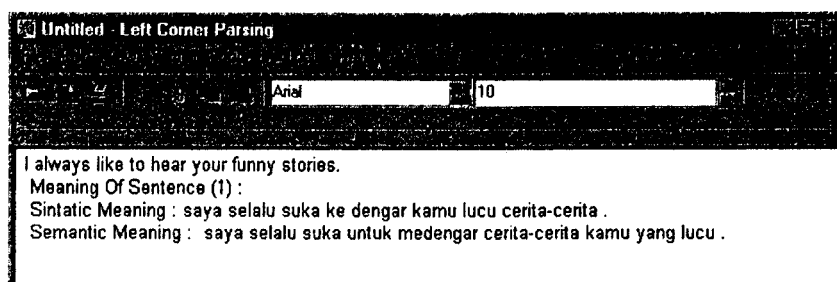 Untitled - Left Corner Parsing
Arial 10
I always like to hear your funny stories.
Meaning Of Sentence (1) :
Sintatic Meaning : saya selalu suka ke dengar kamu lucu cerita-cerita .
Semantic Meaning : saya selalu suka untuk medengar cerita-cerita kamu yang lucu .